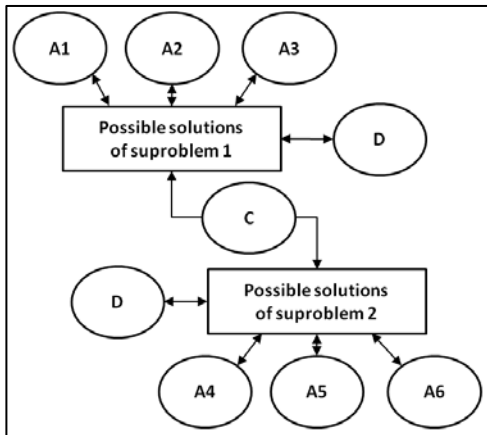 A1
A2
A3
Possible solutions
of suproblem 1
D
C
D
Possible solutions
of suproblem 2
A4
A5
A6